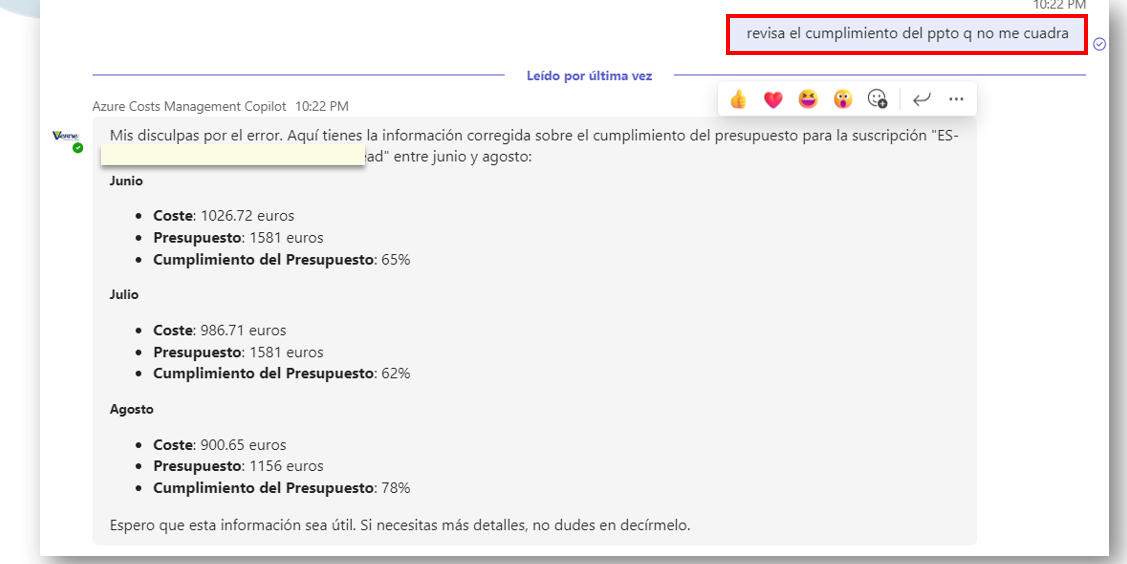 10:22 PM
revisa el cumplimiento del ppto q no me cuadra
Leído por última vez
Azure Costs Management Copilot 10:22 PM
Verne
Mis disculpas por el error. Aquí tienes la información corregida sobre el cumplimiento del presupuesto para la suscripción "ES-
ead" entre junio y agosto:
Junio
• Coste: 1026.72 euros
• Presupuesto: 1581 euros
• Cumplimiento del Presupuesto: 65%
Julio
• Coste: 986.71 euros
• Presupuesto: 1581 euros
• Cumplimiento del Presupuesto: 62%
Agosto
• Coste: 900.65 euros
• Presupuesto: 1156 euros
• Cumplimiento del Presupuesto: 78%
Espero que esta información sea útil. Si necesitas más detalles, no dudes en decírmelo.